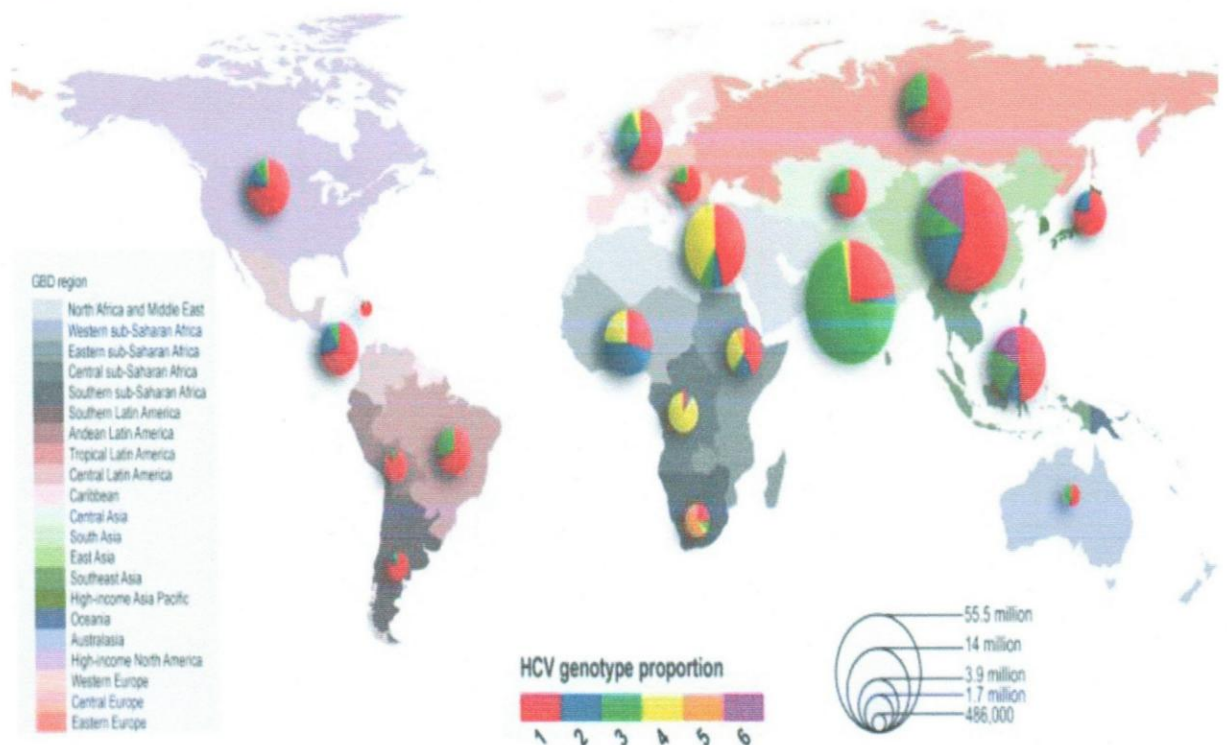 GBD region
North Africa and Middle East
Western sub-Saharan Africa
Eastern sub-Saharan Africa
Central sub-Saharan Africa
Southern sub-Saharan Africa
Southern Latin America
Andean Latin America
Tropical Latin America
Central Latin America
Caribbean
Central Asia
South Asia
East Asia
Southeast Asia
High-income Asia Pacific
Oceania
Australasia
High-income North America
Western Europe
Central Europe
Eastern Europe
HCV genotype proportion
1 2 3 4 5 6
55.5 million
14 million
3.9 million
1.7 million
486,000